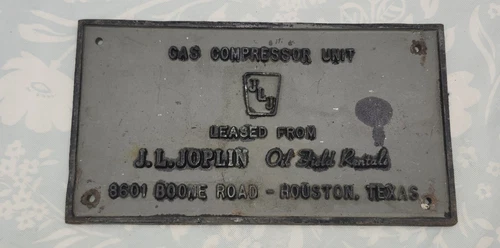 GAS COMPRESSOR UNIT
JLJ
LEASED FROM
J. L. JOPLIN Oil Field Rentals
8601 BOONE ROAD - HOUSTON, TEXAS